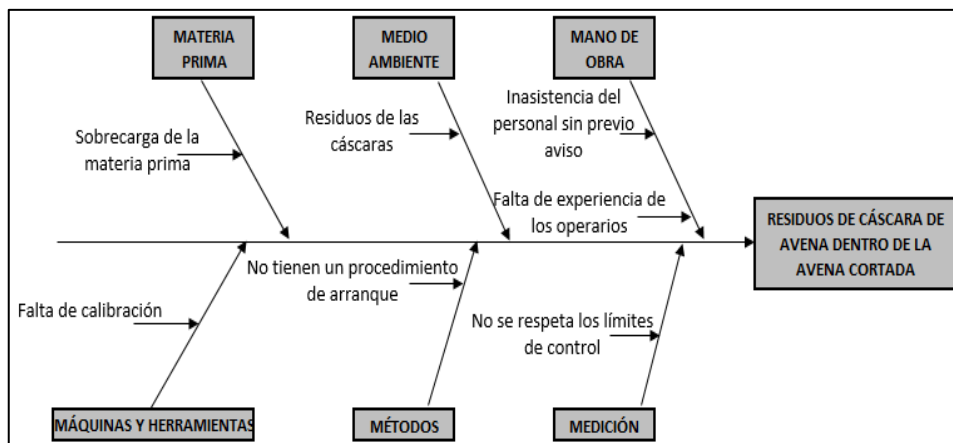 MATERIA
PRIMA
MEDIO
AMBIENTE
MANO DE
OBRA
Sobrecarga de la
materia prima
Residuos de las
cáscaras
Inasistencia del
personal sin previo
aviso
Falta de experiencia de
los operarios
RESIDUOS DE CÁSCARA DE
AVENA DENTRO DE LA
AVENA CORTADA
Falta de calibración
No tienen un procedimiento
de arranque
No se respeta los límites
de control
MÁQUINAS Y HERRAMIENTAS
MÉTODOS
MEDICIÓN